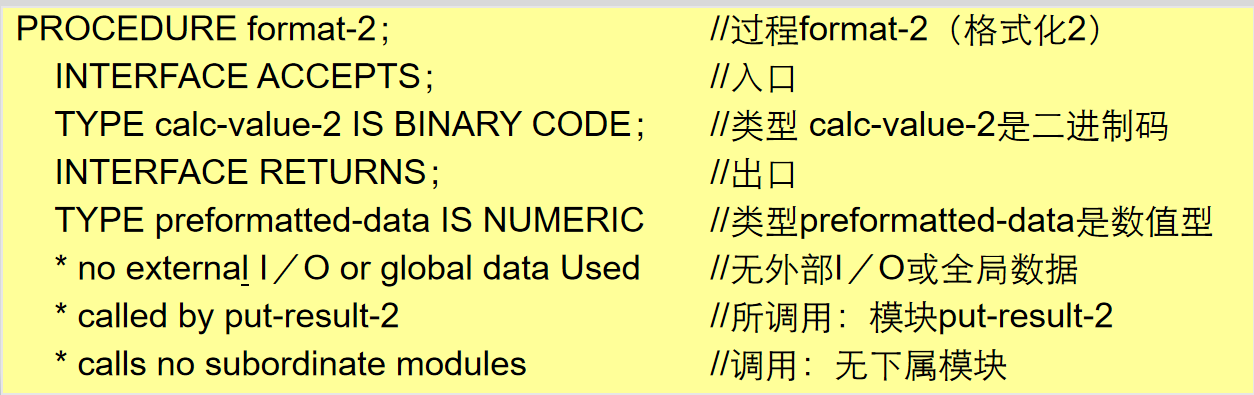 PROCEDURE format-2； //过程format-2（格式化2）
INTERFACE ACCEPTS； //入口
TYPE calc-value-2 IS BINARY CODE； //类型 calc-value-2是二进制码
INTERFACE RETURNS； //出口
TYPE preformatted-data IS NUMERIC //类型preformatted-data是数值型
* no external I／O or global data Used //无外部I／O或全局数据
* called by put-result-2 //所调用：模块put-result-2
* calls no subordinate modules //调用：无下属模块